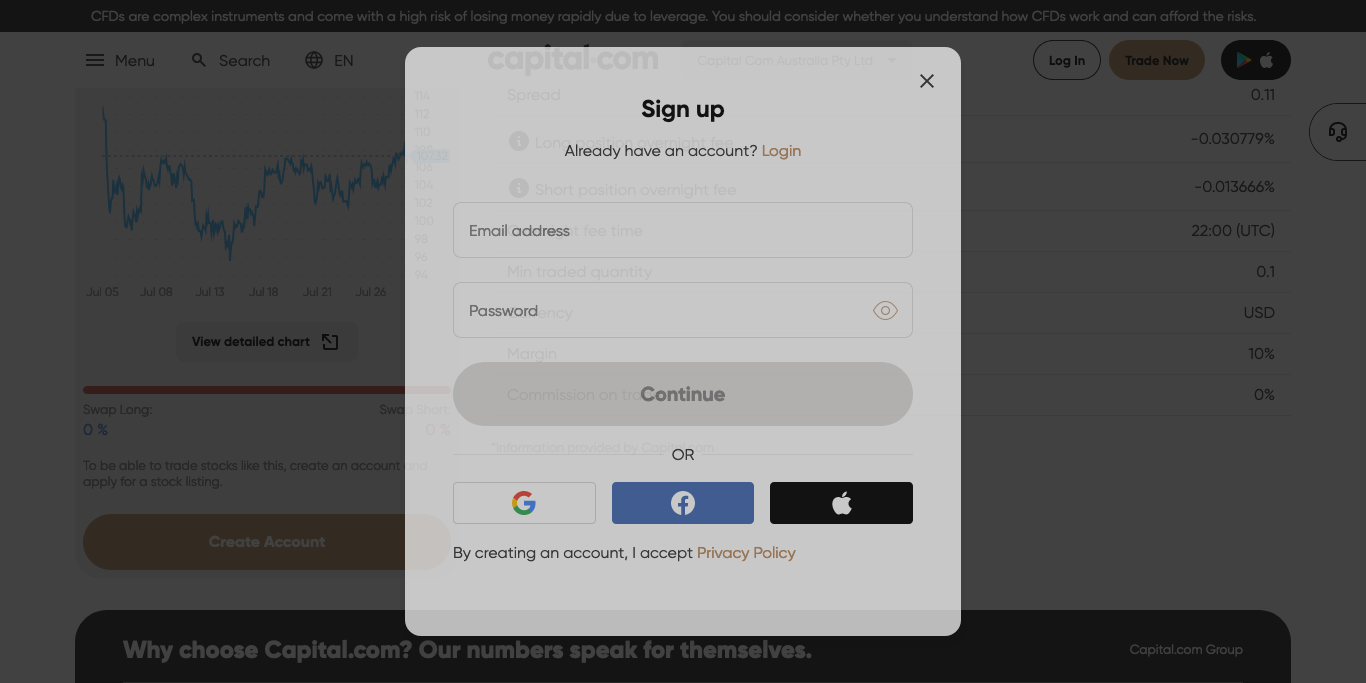 CFDs are complex instruments and come with a high risk of losing money rapidly due to leverage. You should consider whether you understand how CFDs work and can afford the risks.
Menu
Search
EN
capital.com
Capital Com Australia Pty Ltd
Log In
Trade Now
114
112
110
107.32
106
104
102
100
98
96
94
Jul 05
Jul 08
Jul 13
Jul 18
Jul 21
Jul 26
View detailed chart
Swap Long:
Swap Short:
0 %
0 %
To be able to trade stocks like this, create an account and
apply for a stock listing.
Create Account
Spread
0.11
Long position overnight fee
-0.030779%
Short position overnight fee
-0.013666%
fee time
22:00 (UTC)
Min traded quantity
0.1
Currency
USD
Margin
10%
Commission on
0%
*Information provided by Capital.com
Sign up
Already have an account? Login
Email address
Password
Continue
OR
By creating an account, I accept Privacy Policy
Why choose Capital.com? Our numbers speak for themselves.
Capital.com Group